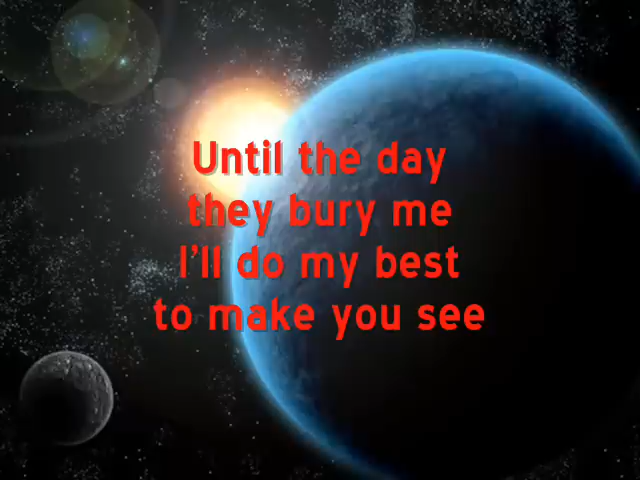 Until the day
they bury me
I'll do my best
to make you see